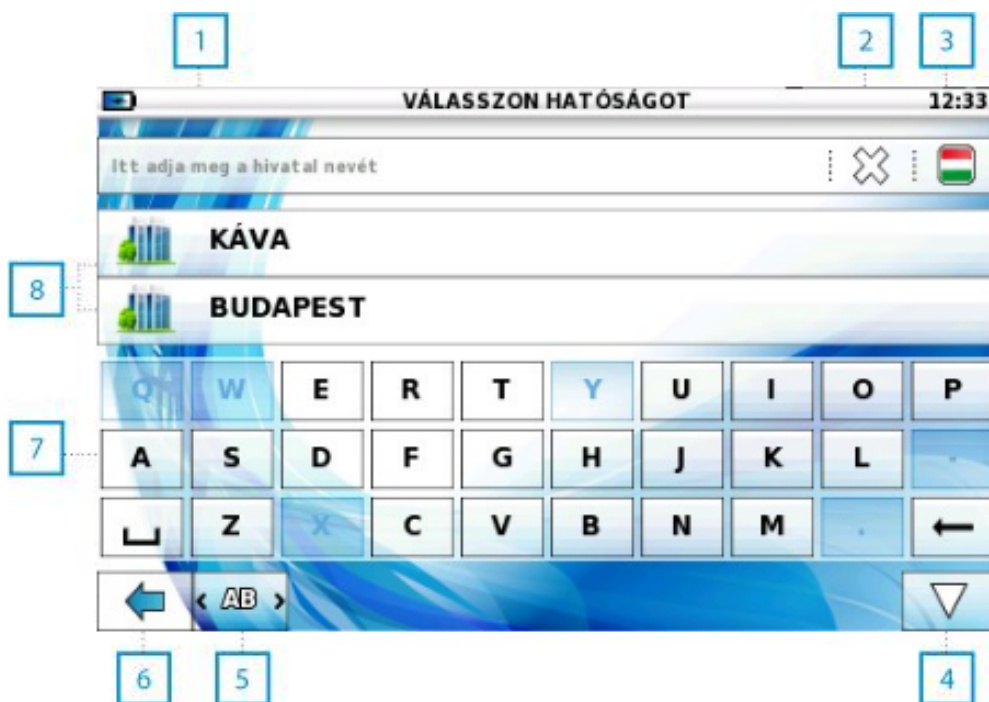 1 2 3
VÁLASSZON HATÓSÁGOT 12:33
Itt adja meg a hivatal nevét
KÁVA
8
BUDAPEST
Q W E R T Y U I O P
7 A S D F G H J K L -
Z X C V B N M .
< AB >
6 5 4